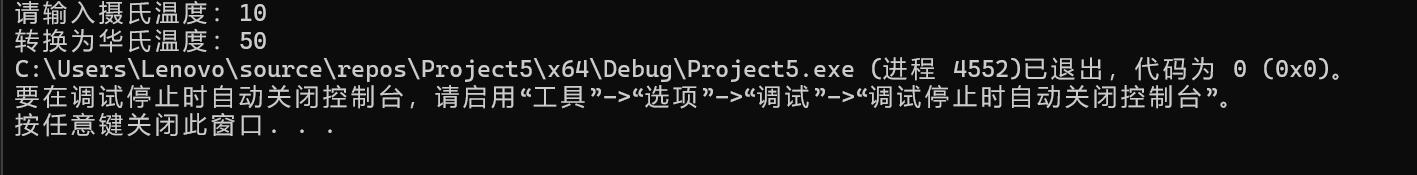 请输入摄氏温度：10
转换为华氏温度：50
C:\Users\Lenovo\source\repos\Project5\x64\Debug\Project5.exe (进程 4552)已退出，代码为 0 (0x0)。
要在调试停止时自动关闭控制台，请启用“工具”->“选项”->“调试”->“调试停止时自动关闭控制台”。
按任意键关闭此窗口. . .